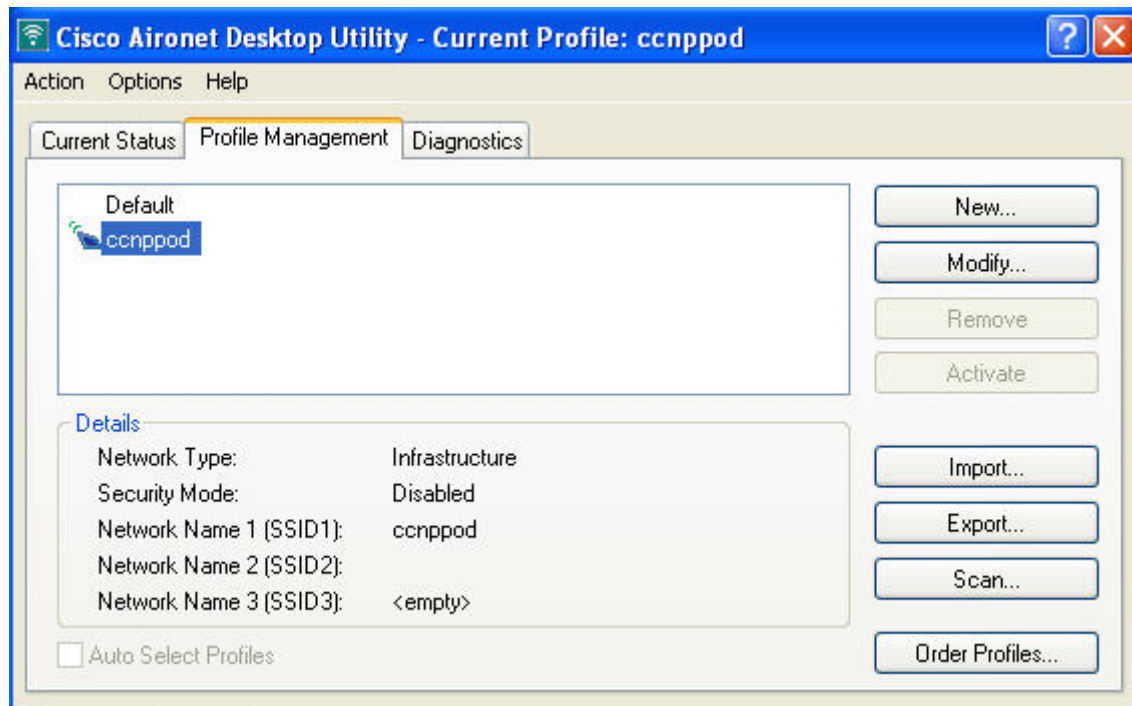 Cisco Aironet Desktop Utility - Current Profile: ccnppod
Action Options Help
Current Status Profile Management Diagnostics
Default
ccnppod
New...
Modify...
Remove
Activate
Details
Network Type: Infrastructure
Security Mode: Disabled
Network Name 1 (SSID1): ccnppod
Network Name 2 (SSID2):
Network Name 3 (SSID3): <empty>
Import...
Export...
Scan...
Auto Select Profiles
Order Profiles...